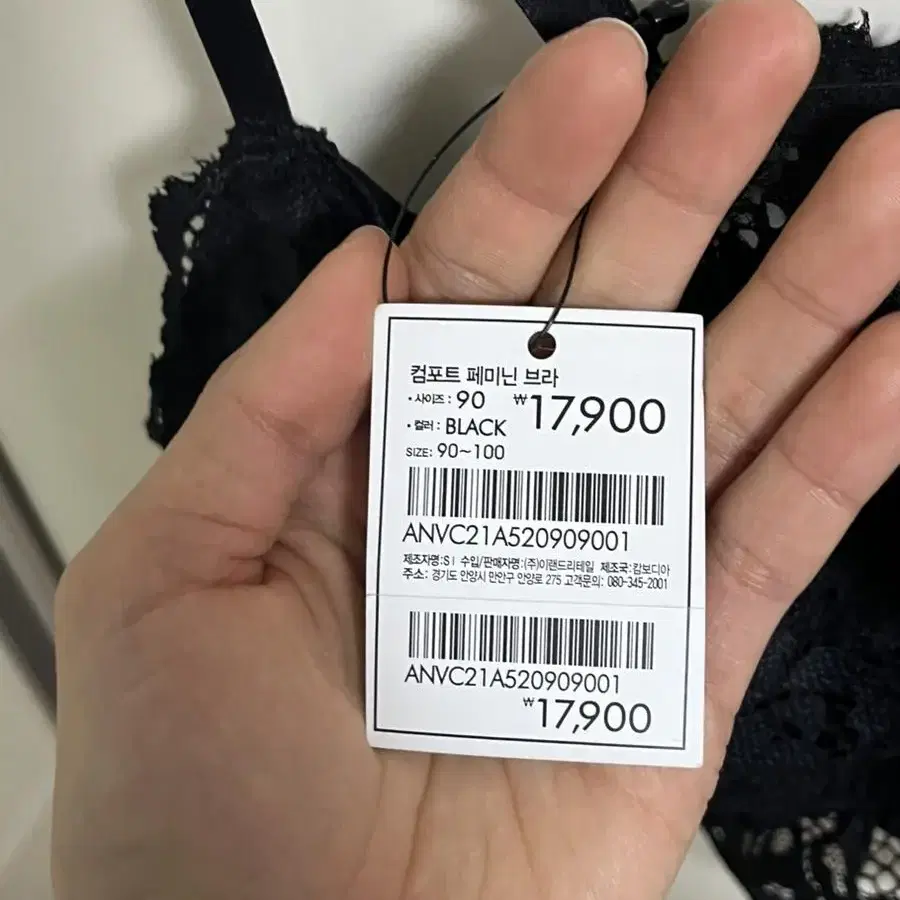 컴포트 페미닌 브라
• 사이즈 : 90 ₩17,900
• 컬러 : BLACK
SIZE: 90~100
ANVC21A520909001
제조자명:SI 수입/판매자명:(주)이랜드리테일 제조국:캄보디아
주소: 경기도 안양시 만안구 안양로 275 고객문의: 080-345-2001
ANVC21A520909001
₩17,900